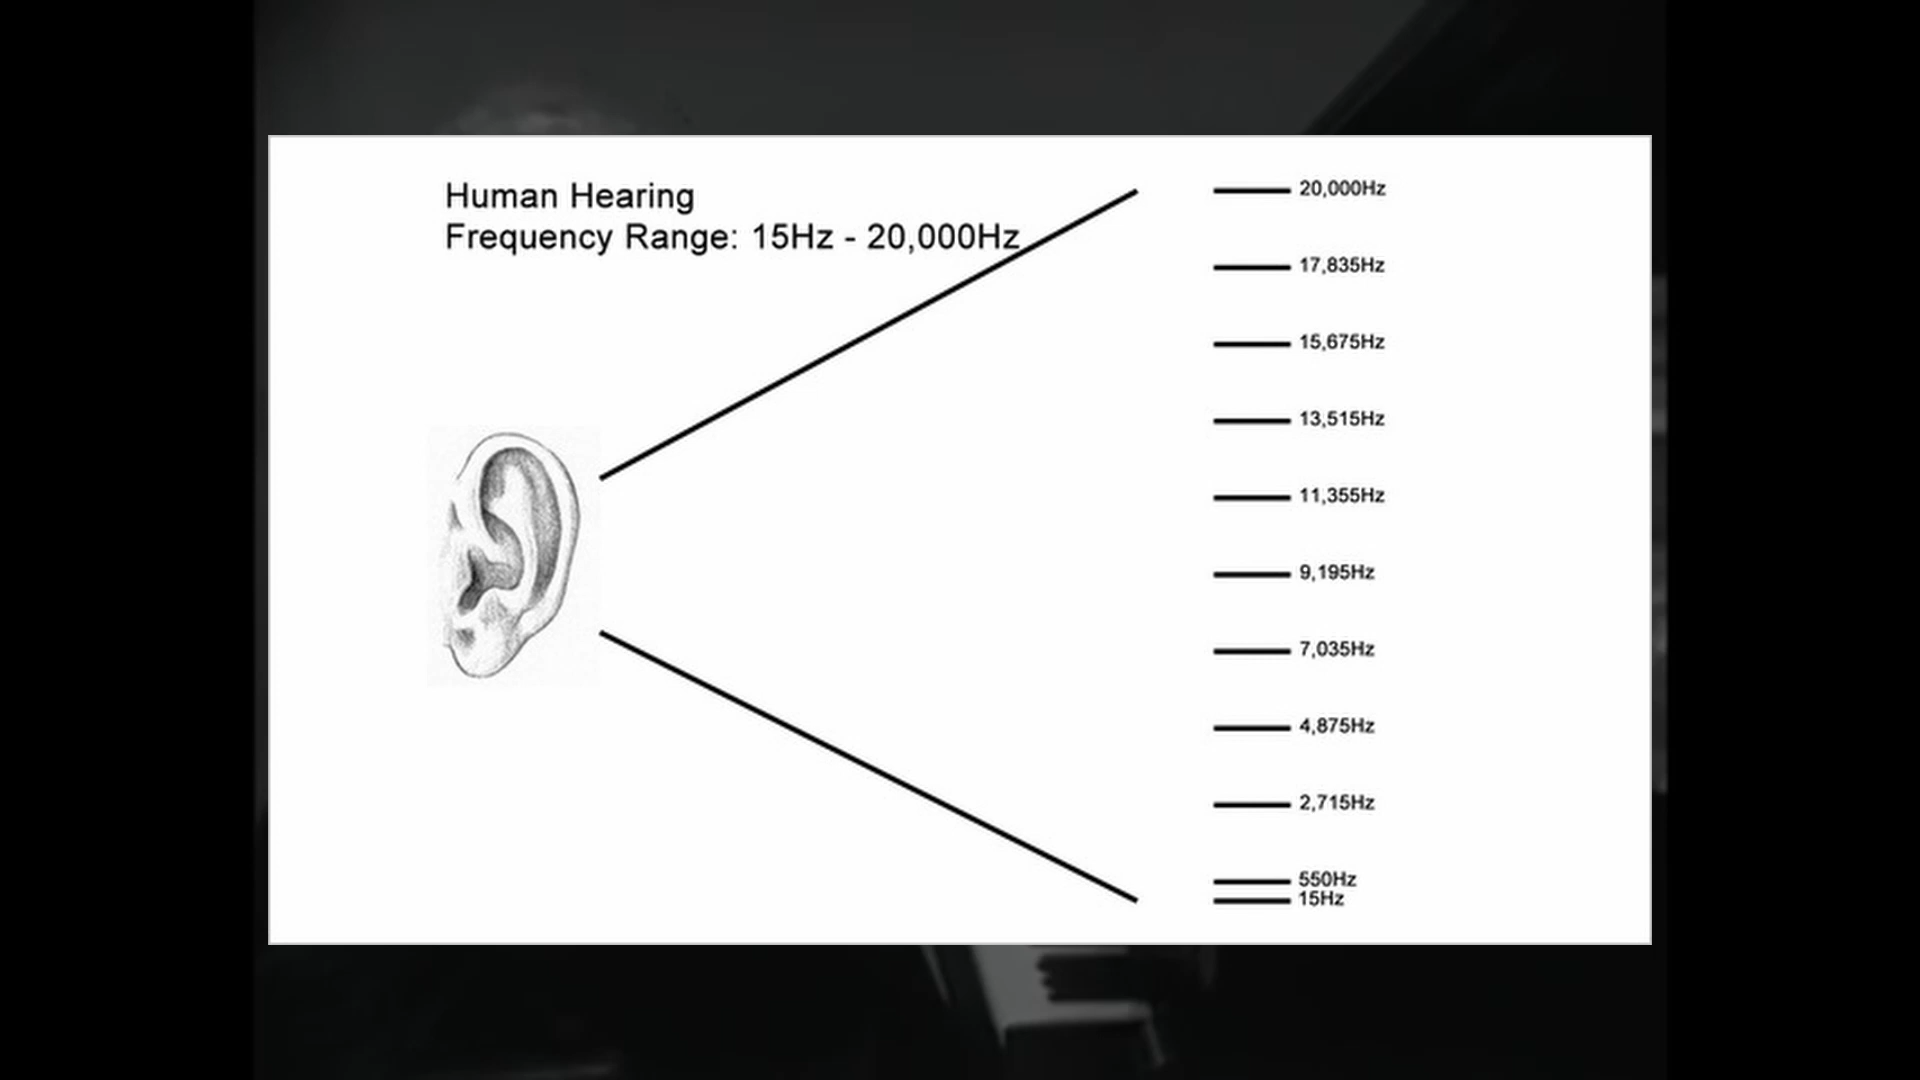 Human Hearing
Frequency Range: 15Hz - 20,000Hz
20,000Hz
17,835Hz
15,675Hz
13,515Hz
11,355Hz
9,195Hz
7,035Hz
4,875Hz
2,715Hz
550Hz
15Hz